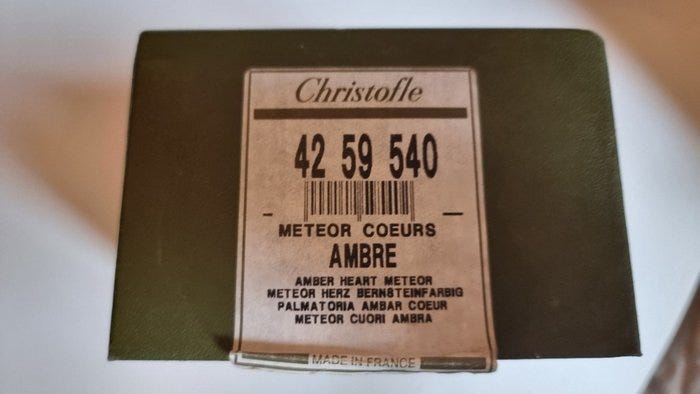 Christofle
42 59 540
METEOR COEURS
AMBRE
AMBER HEART METEOR
METEOR HERZ BERNSTEINFARBIG
PALMATORIA AMBAR COEUR
METEOR CUORI AMBRA
MADE IN FRANCE